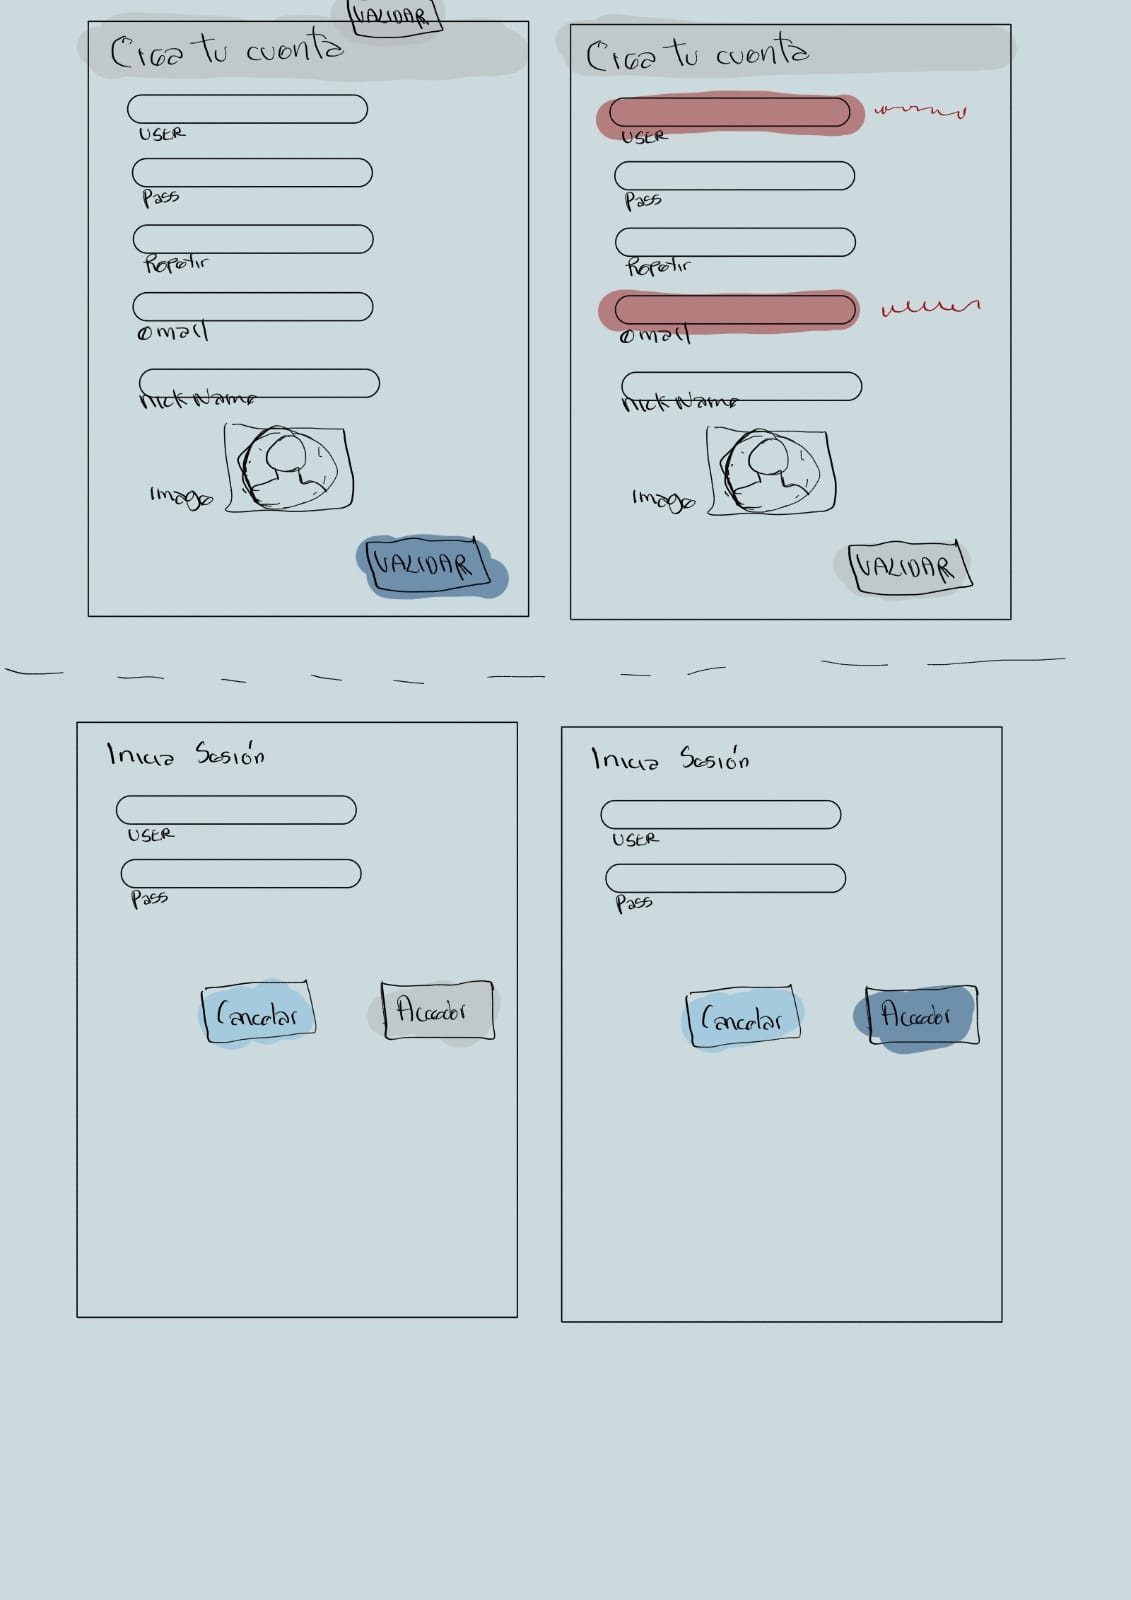 VALIDAR
Crea tu cuenta
USER
Pass
Repetir
email
nick Name
Image
VALIDAR
Crea tu cuenta
USER
Pass
Repetir
email
nick Name
Image
VALIDAR
Inicia Sesión
USER
Pass
Cancelar
Acceder
Inicia Sesión
USER
Pass
Cancelar
Acceder